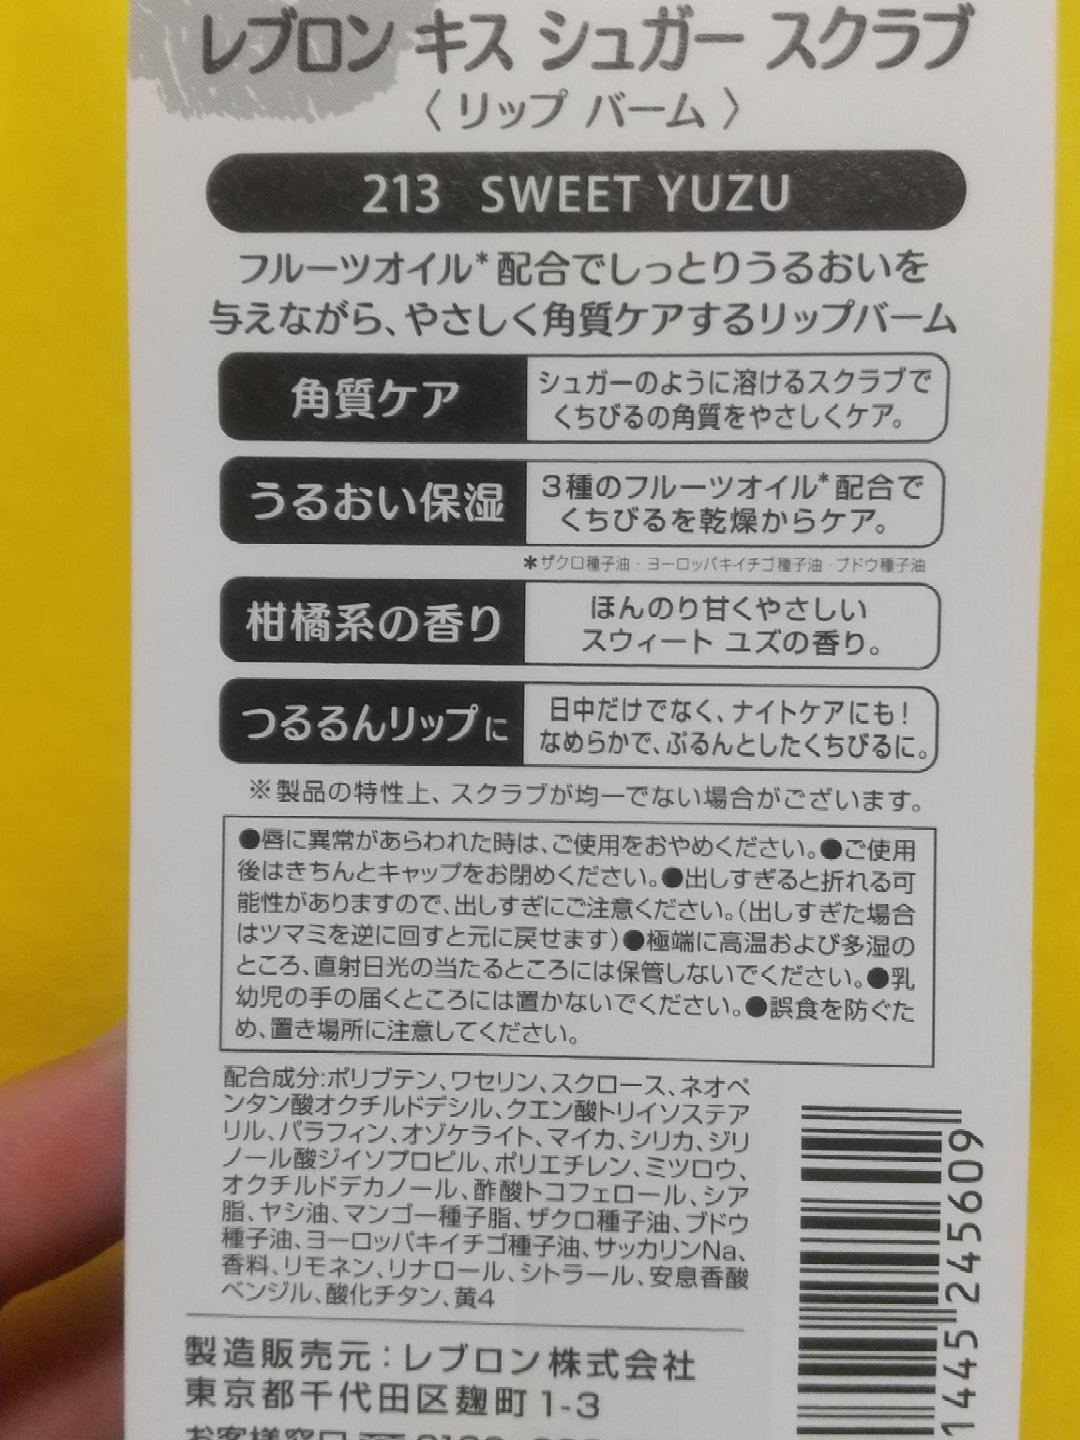 レブロン キス シュガー スクラブ
〈 リップ バーム 〉
213 SWEET YUZU
フルーツオイル*配合でしっとりうるおいを
与えながら、やさしく角質ケアするリップバーム
角質ケア
シュガーのように溶けるスクラブで
くちびるの角質をやさしくケア。
うるおい保湿
3種のフルーツオイル*配合で
くちびるを乾燥からケア。
*ザクロ種子油・ヨーロッパキイチゴ種子油・ブドウ種子油
柑橘系の香り
ほんのり甘くやさしい
スウィート ユズの香り。
つるるんリップに
日中だけでなく、ナイトケアにも!
なめらかで、ぷるんとしたくちびるに。
※製品の特性上、スクラブが均一でない場合がございます。
●唇に異常があらわれた時は、ご使用をおやめください。●ご使用
後はきちんとキャップをお閉めください。●出しすぎると折れる可
能性がありますので、出しすぎにご注意ください。(出しすぎた場合
はツマミを逆に回すと元に戻せます)●極端に高温および多湿の
ところ、直射日光の当たるところには保管しないでください。●乳
幼児の手の届くところには置かないでください。●誤食を防ぐた
め、置き場所に注意してください。
配合成分:ポリブテン、ワセリン、スクロース、ネオペ
ンタン酸オクチルドデシル、クエン酸トリイソステア
リル、パラフィン、オゾケライト、マイカ、シリカ、ジリ
ノール酸ジイソプロピル、ポリエチレン、ミツロウ、
オクチルドデカノール、酢酸トコフェロール、シア
脂、ヤシ油、マンゴー種子脂、ザクロ種子油、ブドウ
種子油、ヨーロッパキイチゴ種子油、サッカリンNa、
香料、リモネン、リナロール、シトラール、安息香酸
ベンジル、酸化チタン、黄4
製造販売元:レブロン株式会社
東京都千代田区麹町1-3
お客様窓口
1445 245609